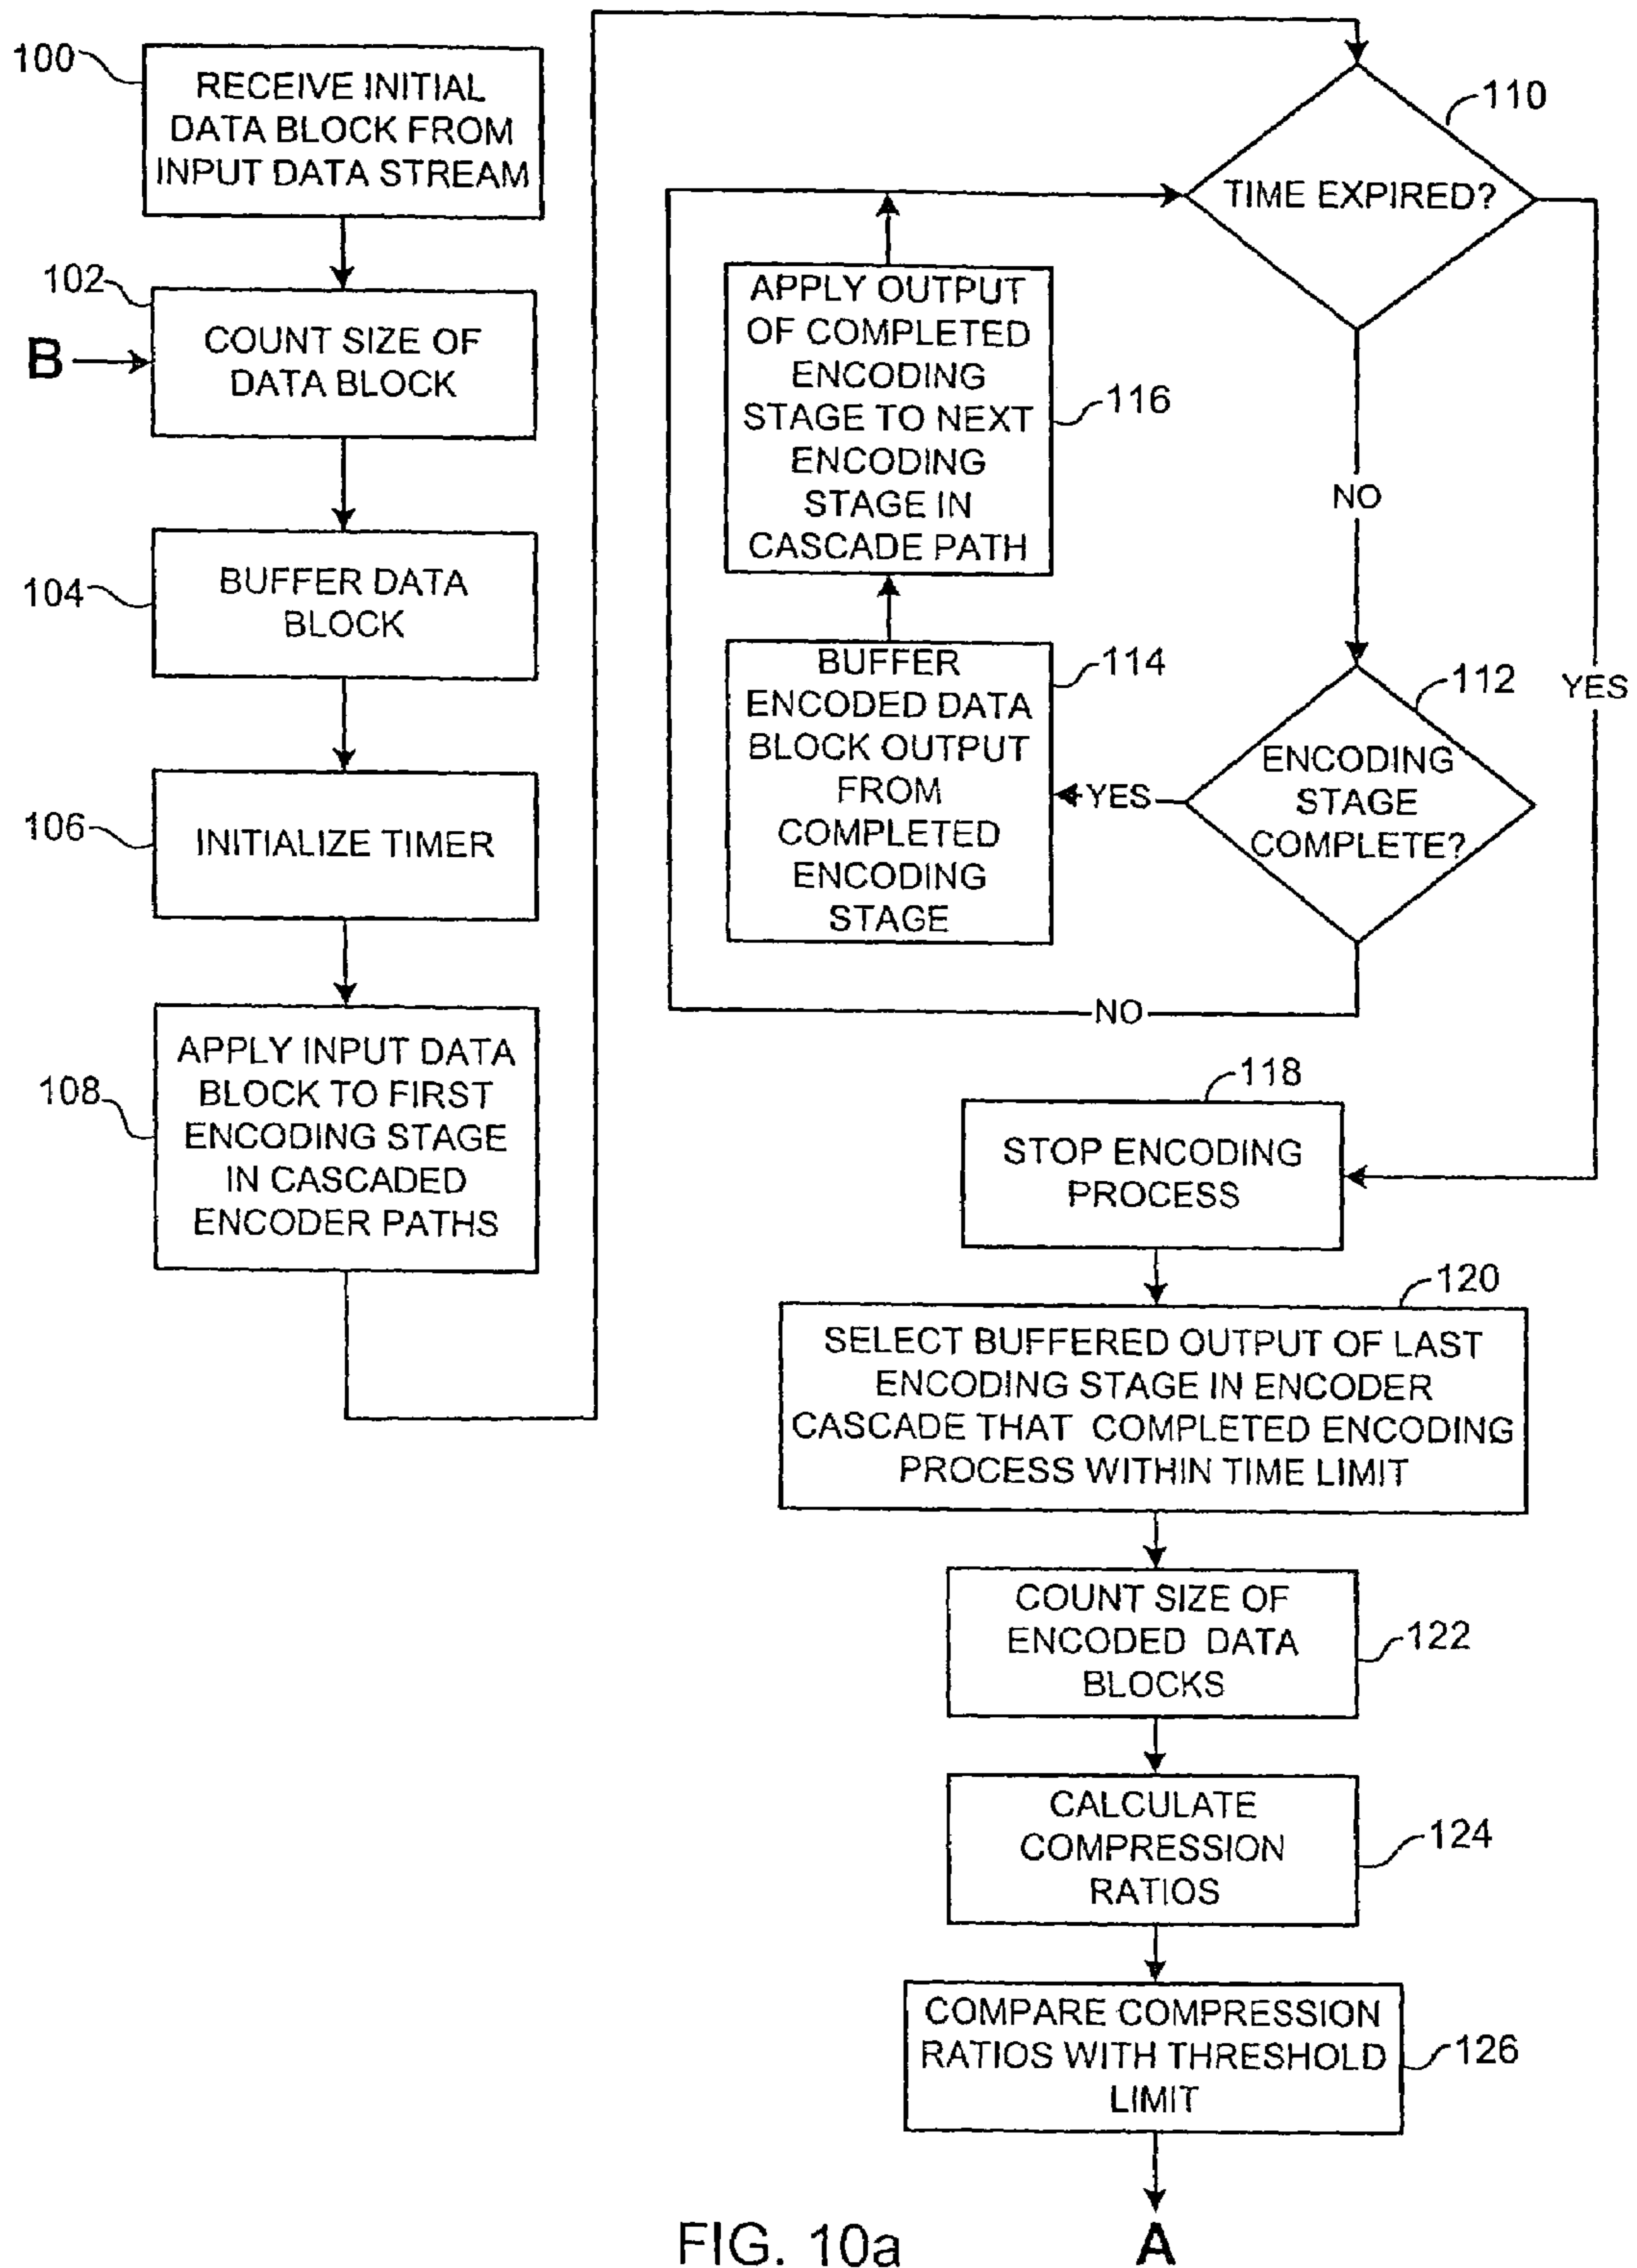 100
RECEIVE INITIAL
DATA BLOCK FROM
INPUT DATA STREAM
102
B
COUNT SIZE OF
DATA BLOCK
104
BUFFER DATA
BLOCK
106
INITIALIZE TIMER
108
APPLY INPUT DATA
BLOCK TO FIRST
ENCODING STAGE
IN CASCADED
ENCODER PATHS
110
TIME EXPIRED?
NO
YES
112
ENCODING
STAGE
COMPLETE?
YES
NO
114
BUFFER
ENCODED DATA
BLOCK OUTPUT
FROM
COMPLETED
ENCODING
STAGE
116
APPLY OUTPUT
OF COMPLETED
ENCODING
STAGE TO NEXT
ENCODING
STAGE IN
CASCADE PATH
118
STOP ENCODING
PROCESS
120
SELECT BUFFERED OUTPUT OF LAST
ENCODING STAGE IN ENCODER
CASCADE THAT COMPLETED ENCODING
PROCESS WITHIN TIME LIMIT
122
COUNT SIZE OF
ENCODED DATA
BLOCKS
124
CALCULATE
COMPRESSION
RATIOS
126
COMPARE COMPRESSION
RATIOS WITH THRESHOLD
LIMIT
A
FIG. 10a